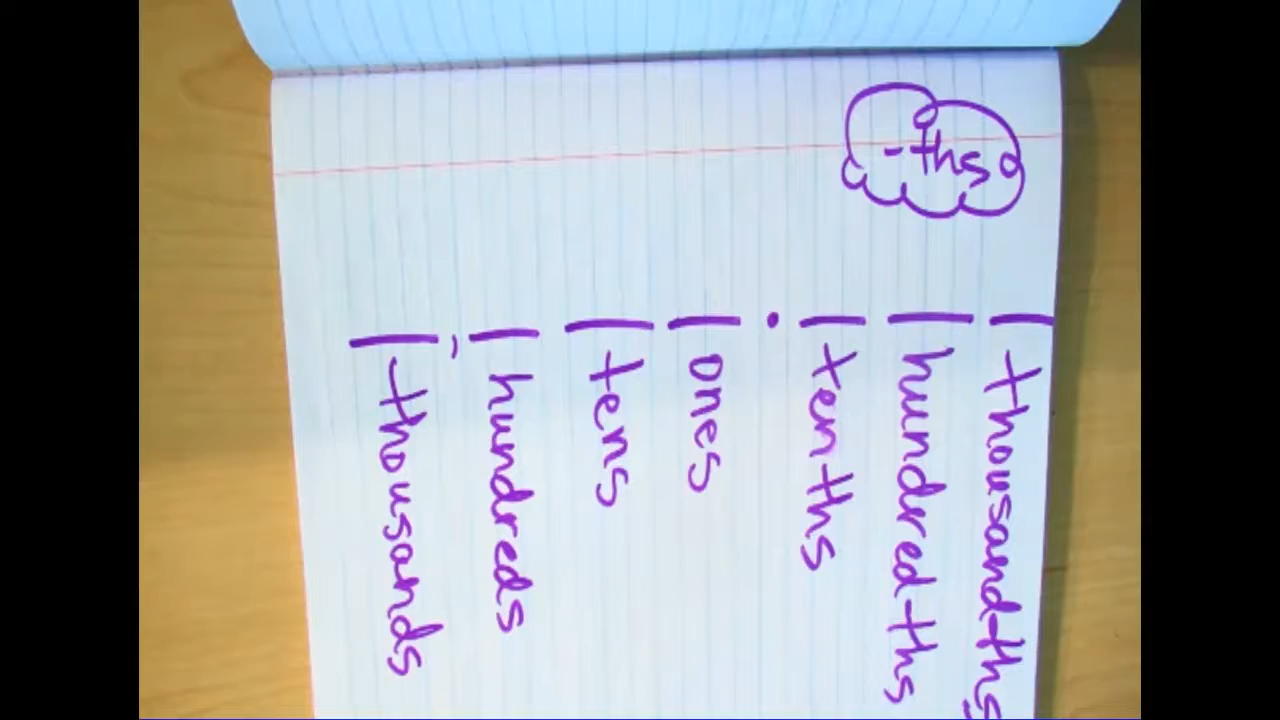 -ths
thousands
hundreds
tens
ones
tenths
hundredths
thousandths